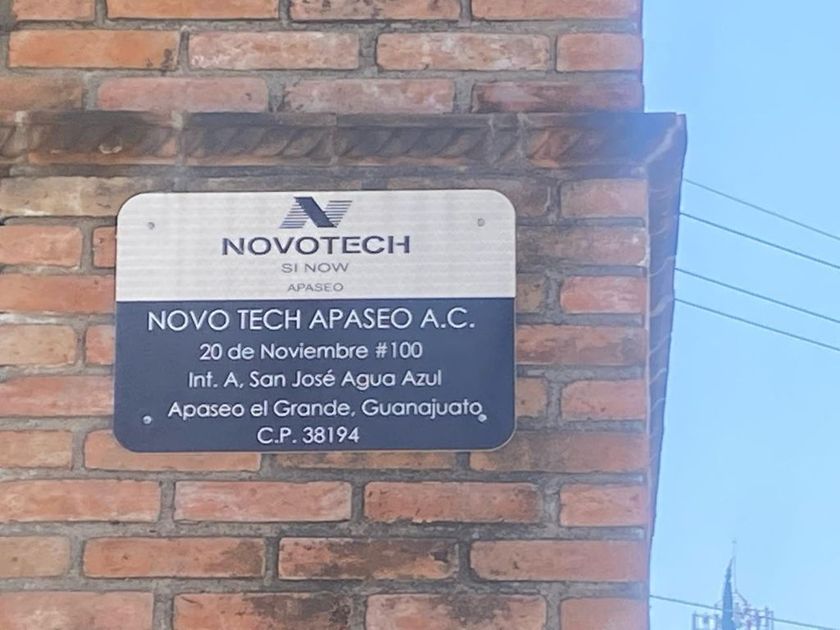 NOVOTECH
SI NOW
APASEO
NOVO TECH APASEO A.C.
20 de Noviembre #100
Int. A, San José Agua Azul
Apaseo el Grande, Guanajuato
C.P. 38194